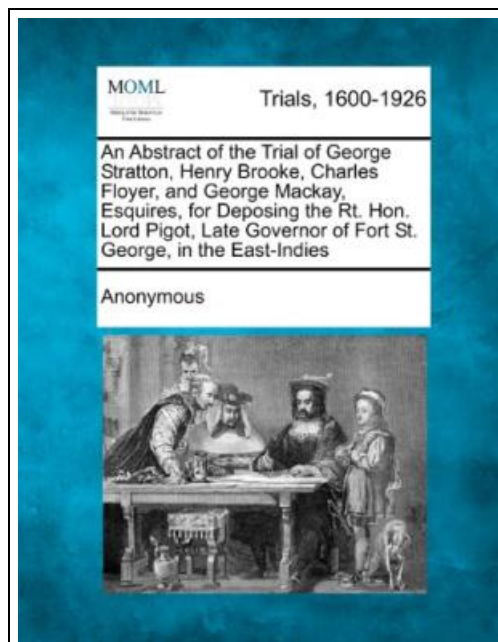 MOML
Trials, 1600-1926
An Abstract of the Trial of George
Stratton, Henry Brooke, Charles
Floyer, and George Mackay,
Esquires, for Deposing the Rt. Hon.
Lord Pigot, Late Governor of Fort St.
George, in the East-Indies
Anonymous